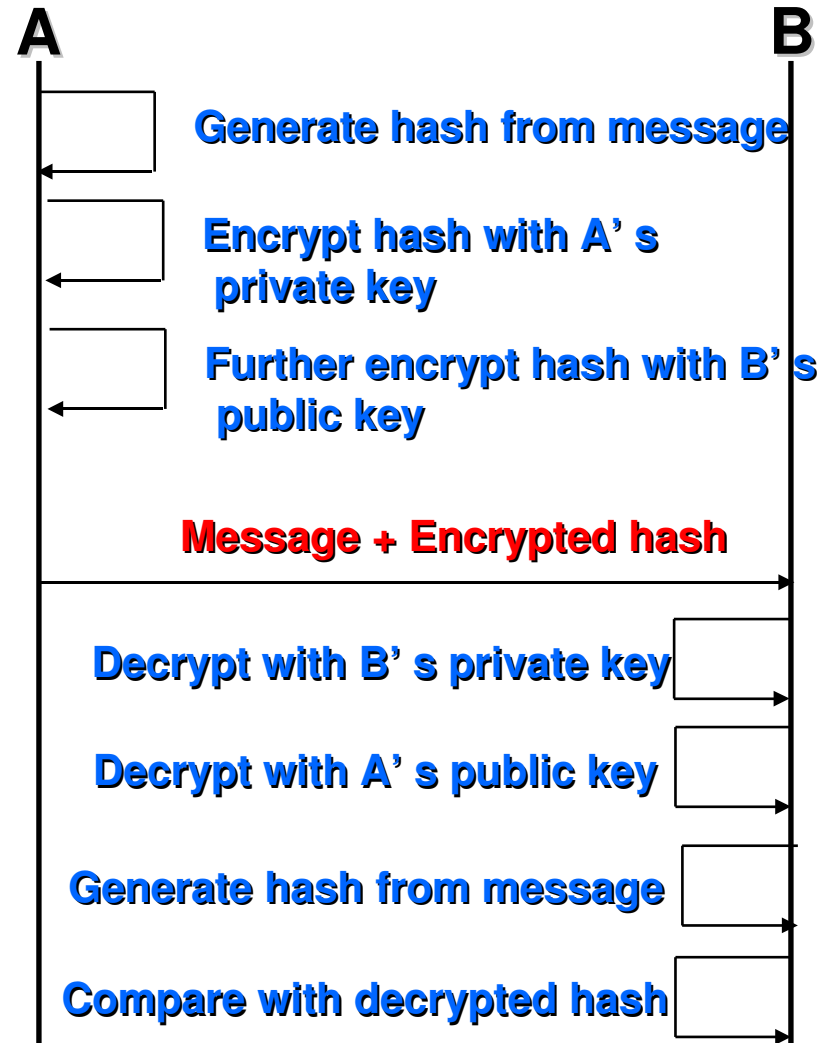 A
B
Generate hash from message
Encrypt hash with A’ s
private key
Further encrypt hash with B’ s
public key
Message + Encrypted hash
Decrypt with B’ s private key
Decrypt with A’ s public key
Generate hash from message
Compare with decrypted hash